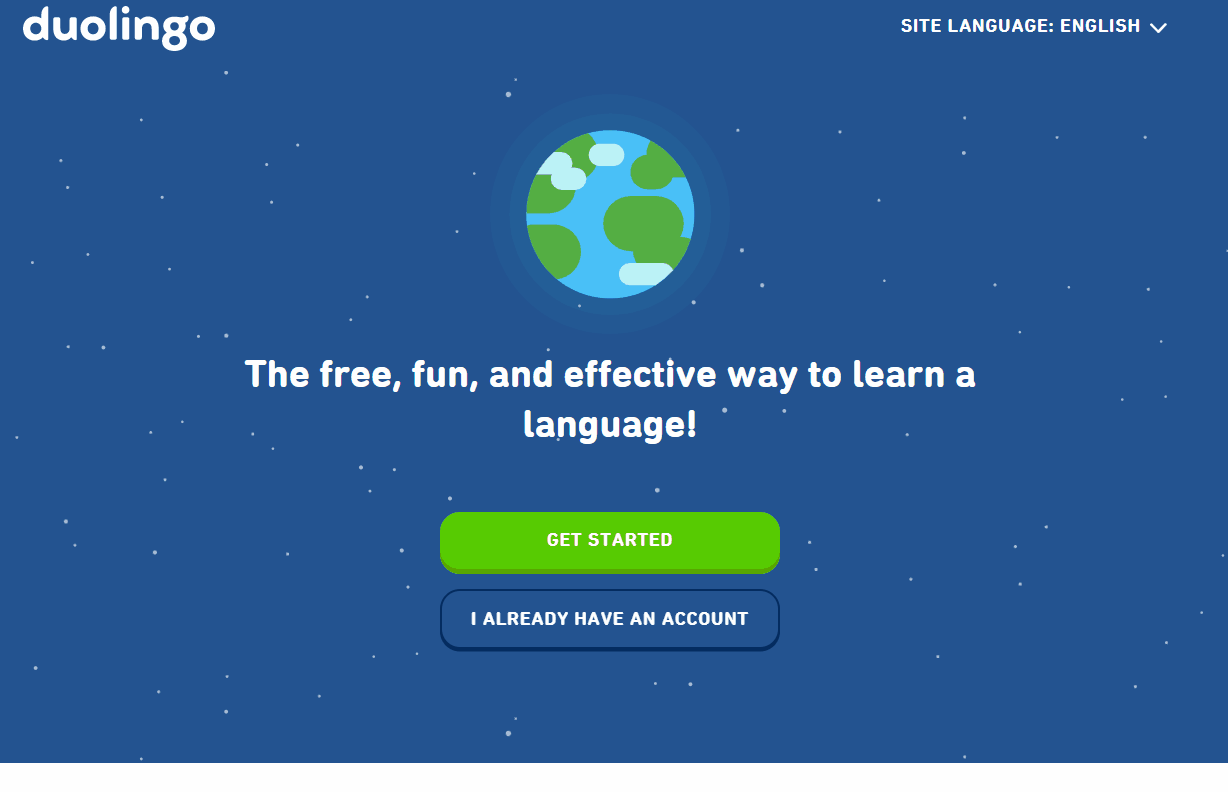 duolingo
SITE LANGUAGE: ENGLISH
The free, fun, and effective way to learn a
language!
GET STARTED
I ALREADY HAVE AN ACCOUNT